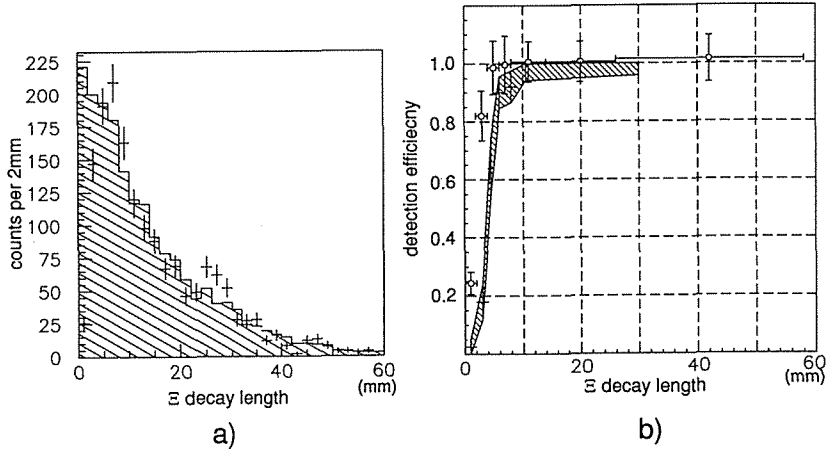 225
200
175
150
125
100
75
50
25
0
counts per 2mm
0 20 40 60
(mm)
Ξ decay length
a)
1.0
0.8
0.6
0.4
0.2
detection efficiecny
0 20 40 60
(mm)
Ξ decay length
b)